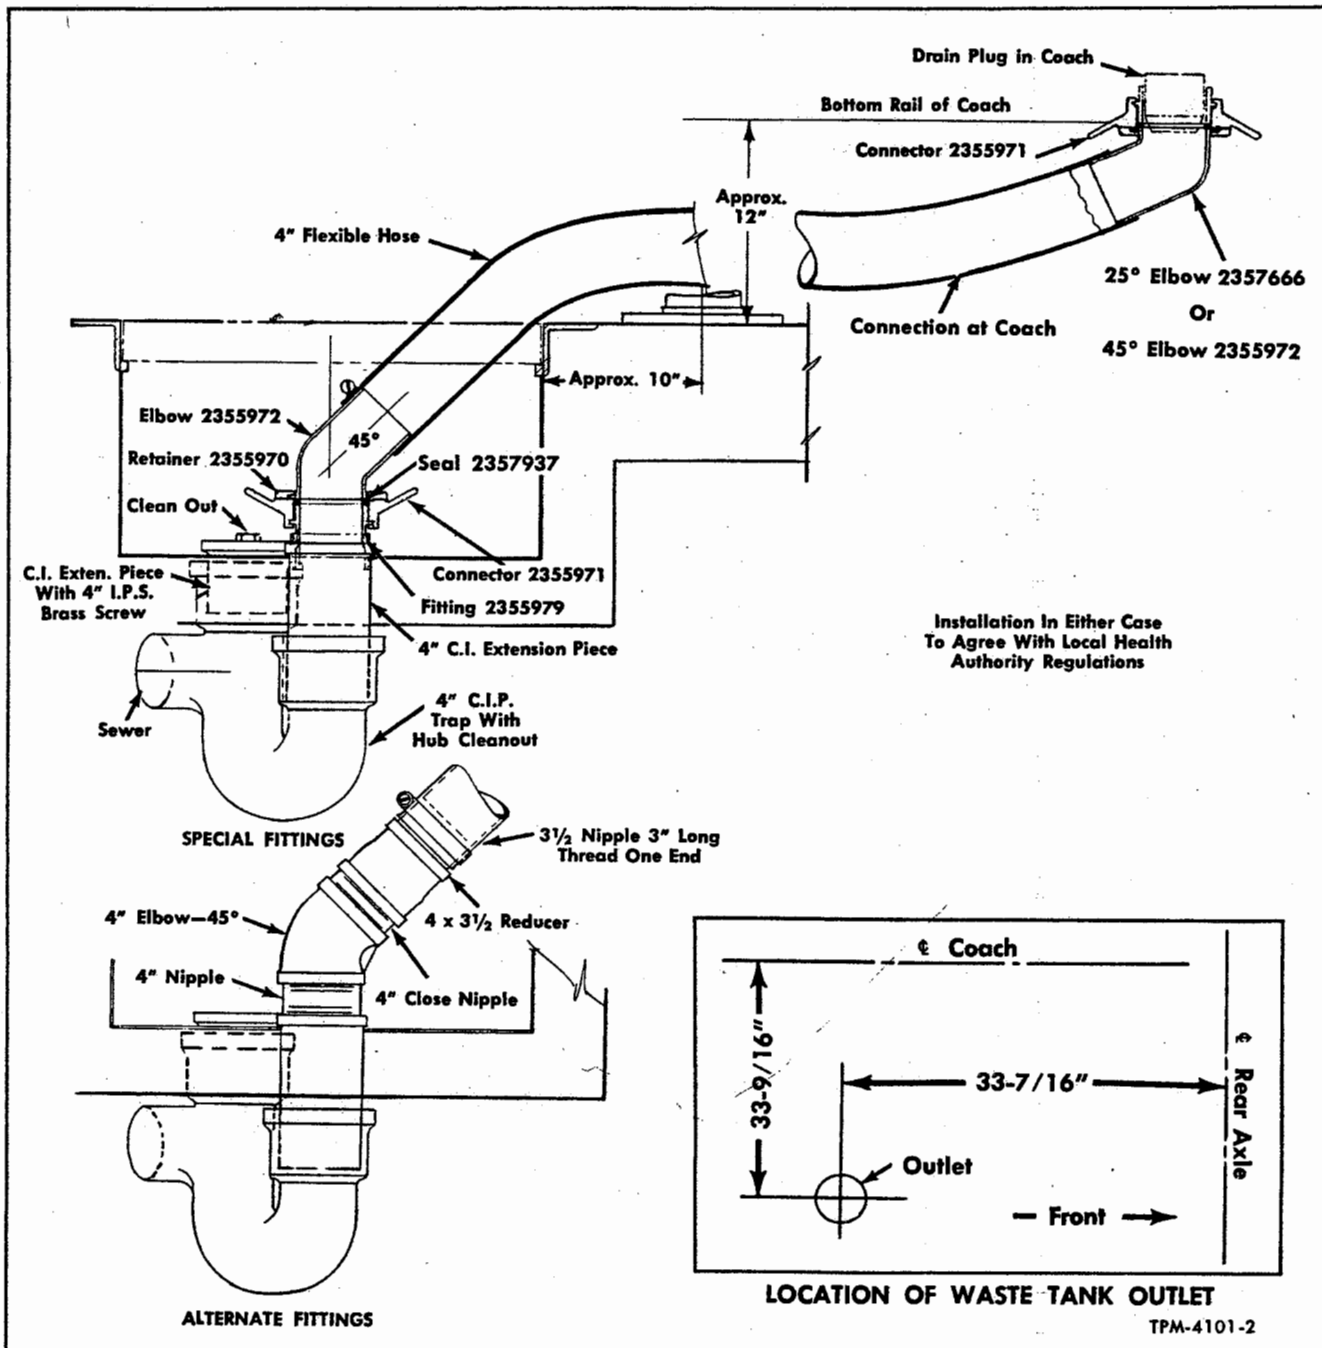 Drain Plug in Coach
Bottom Rail of Coach
Connector 2355971
Approx.
12"
4" Flexible Hose
25° Elbow 2357666
Or
45° Elbow 2355972
Connection at Coach
Approx. 10"
Elbow 2355972
45°
Retainer 2355970
Seal 2357937
Clean Out
C.I. Exten. Piece
With 4" I.P.S.
Brass Screw
Connector 2355971
Fitting 2355979
4" C.I. Extension Piece
Installation In Either Case
To Agree With Local Health
Authority Regulations
Sewer
4" C.I.P.
Trap With
Hub Cleanout
SPECIAL FITTINGS
3½ Nipple 3" Long
Thread One End
4" Elbow—45°
4 x 3½ Reducer
4" Nipple
4" Close Nipple
ALTERNATE FITTINGS
℄ Coach
33-9/16"
33-7/16"
℄ Rear Axle
Outlet
Front
LOCATION OF WASTE TANK OUTLET
TPM-4101-2